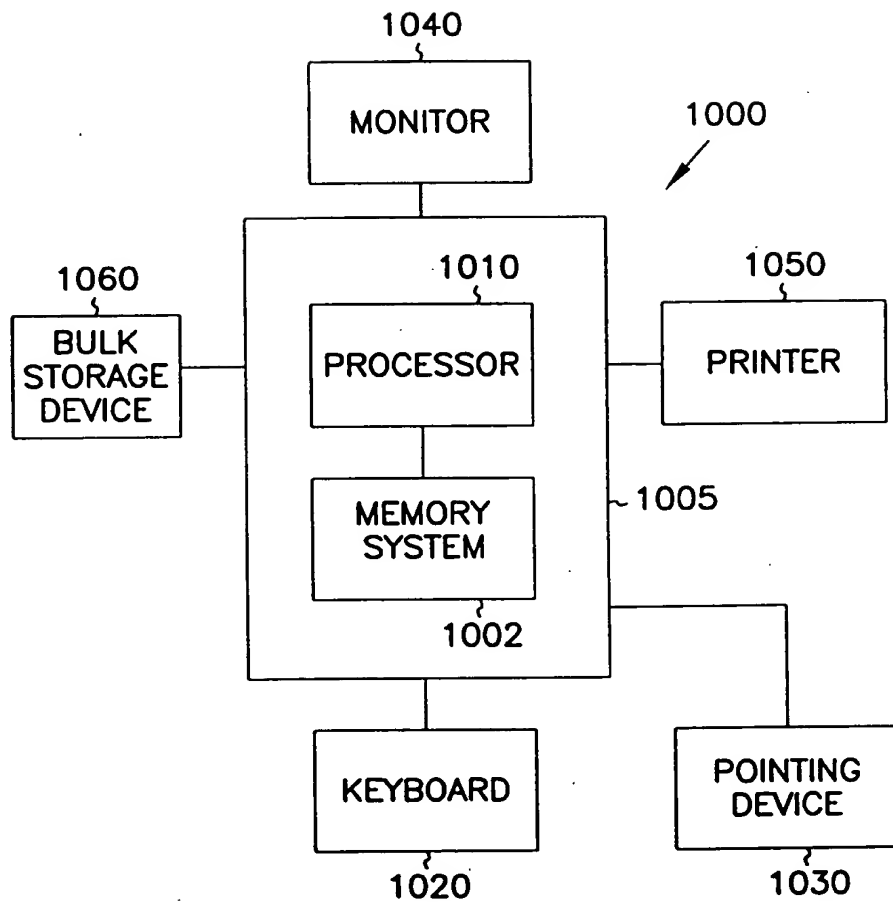 1040
MONITOR
1000
1060
BULK
STORAGE
DEVICE
1010
PROCESSOR
1050
PRINTER
MEMORY
SYSTEM
1005
1002
KEYBOARD
1020
POINTING
DEVICE
1030